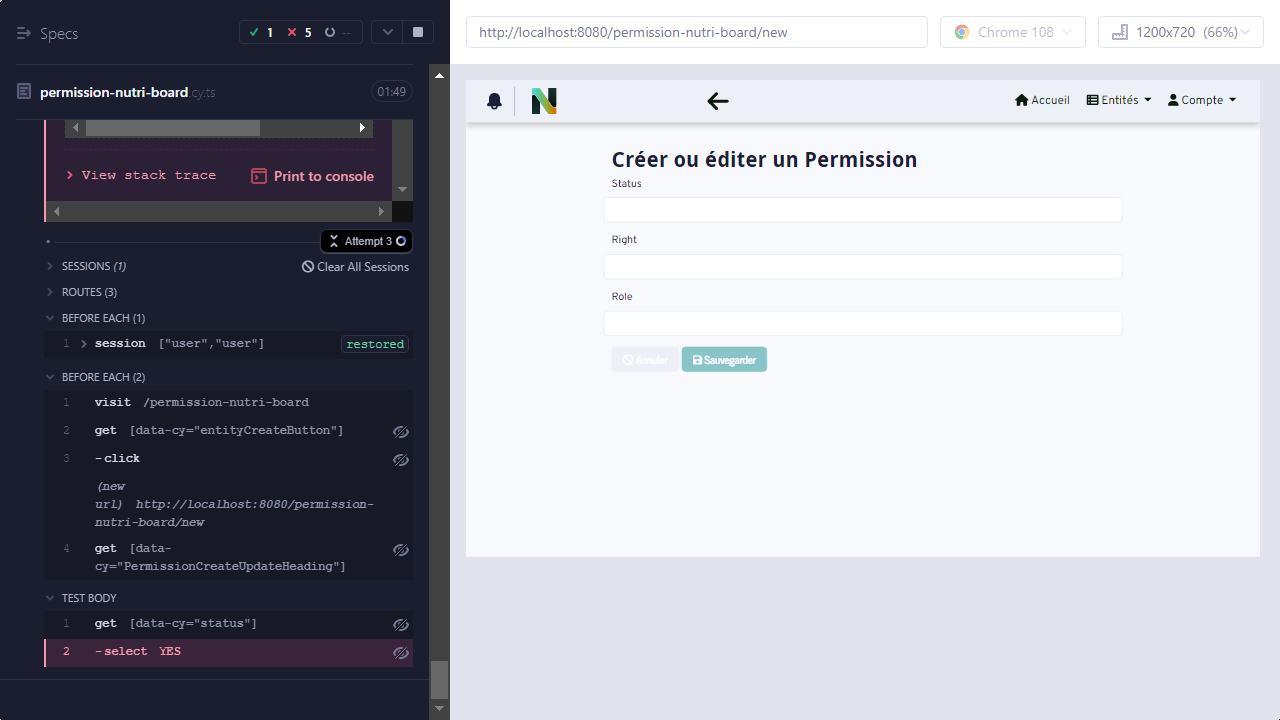 Specs
1
5
--
permission-nutri-board.cy.ts
01:49
View stack trace
Print to console
Attempt 3
SESSIONS (1)
Clear All Sessions
ROUTES (3)
BEFORE EACH (1)
1 session ["user","user"] restored
BEFORE EACH (2)
1 visit /permission-nutri-board
2 get [data-cy="entityCreateButton"]
3 -click
(new
url) http://localhost:8080/permission-
nutri-board/new
4 get [data-
cy="PermissionCreateUpdateHeading"]
TEST BODY
1 get [data-cy="status"]
2 -select YES
http://localhost:8080/permission-nutri-board/new
Chrome 108
1200x720 (66%)
N
Accueil
Entités
Compte
Créer ou éditer un Permission
Status
Right
Role
Annuler
Sauvegarder